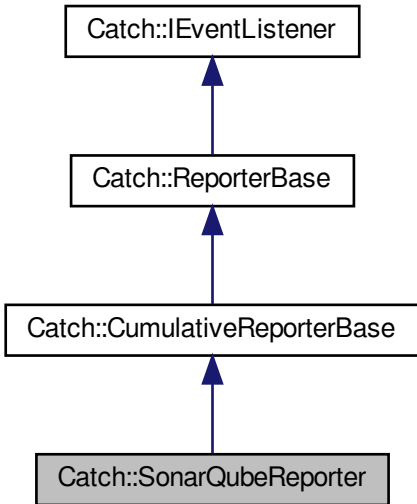 Catch::IEventListener
Catch::ReporterBase
Catch::CumulativeReporterBase
Catch::SonarQubeReporter